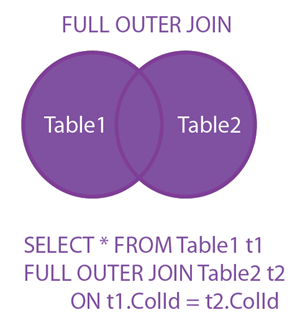 FULL OUTER JOIN
Table1 Table2
SELECT * FROM Table1 t1
FULL OUTER JOIN Table2 t2
ON t1.ColId = t2.ColId